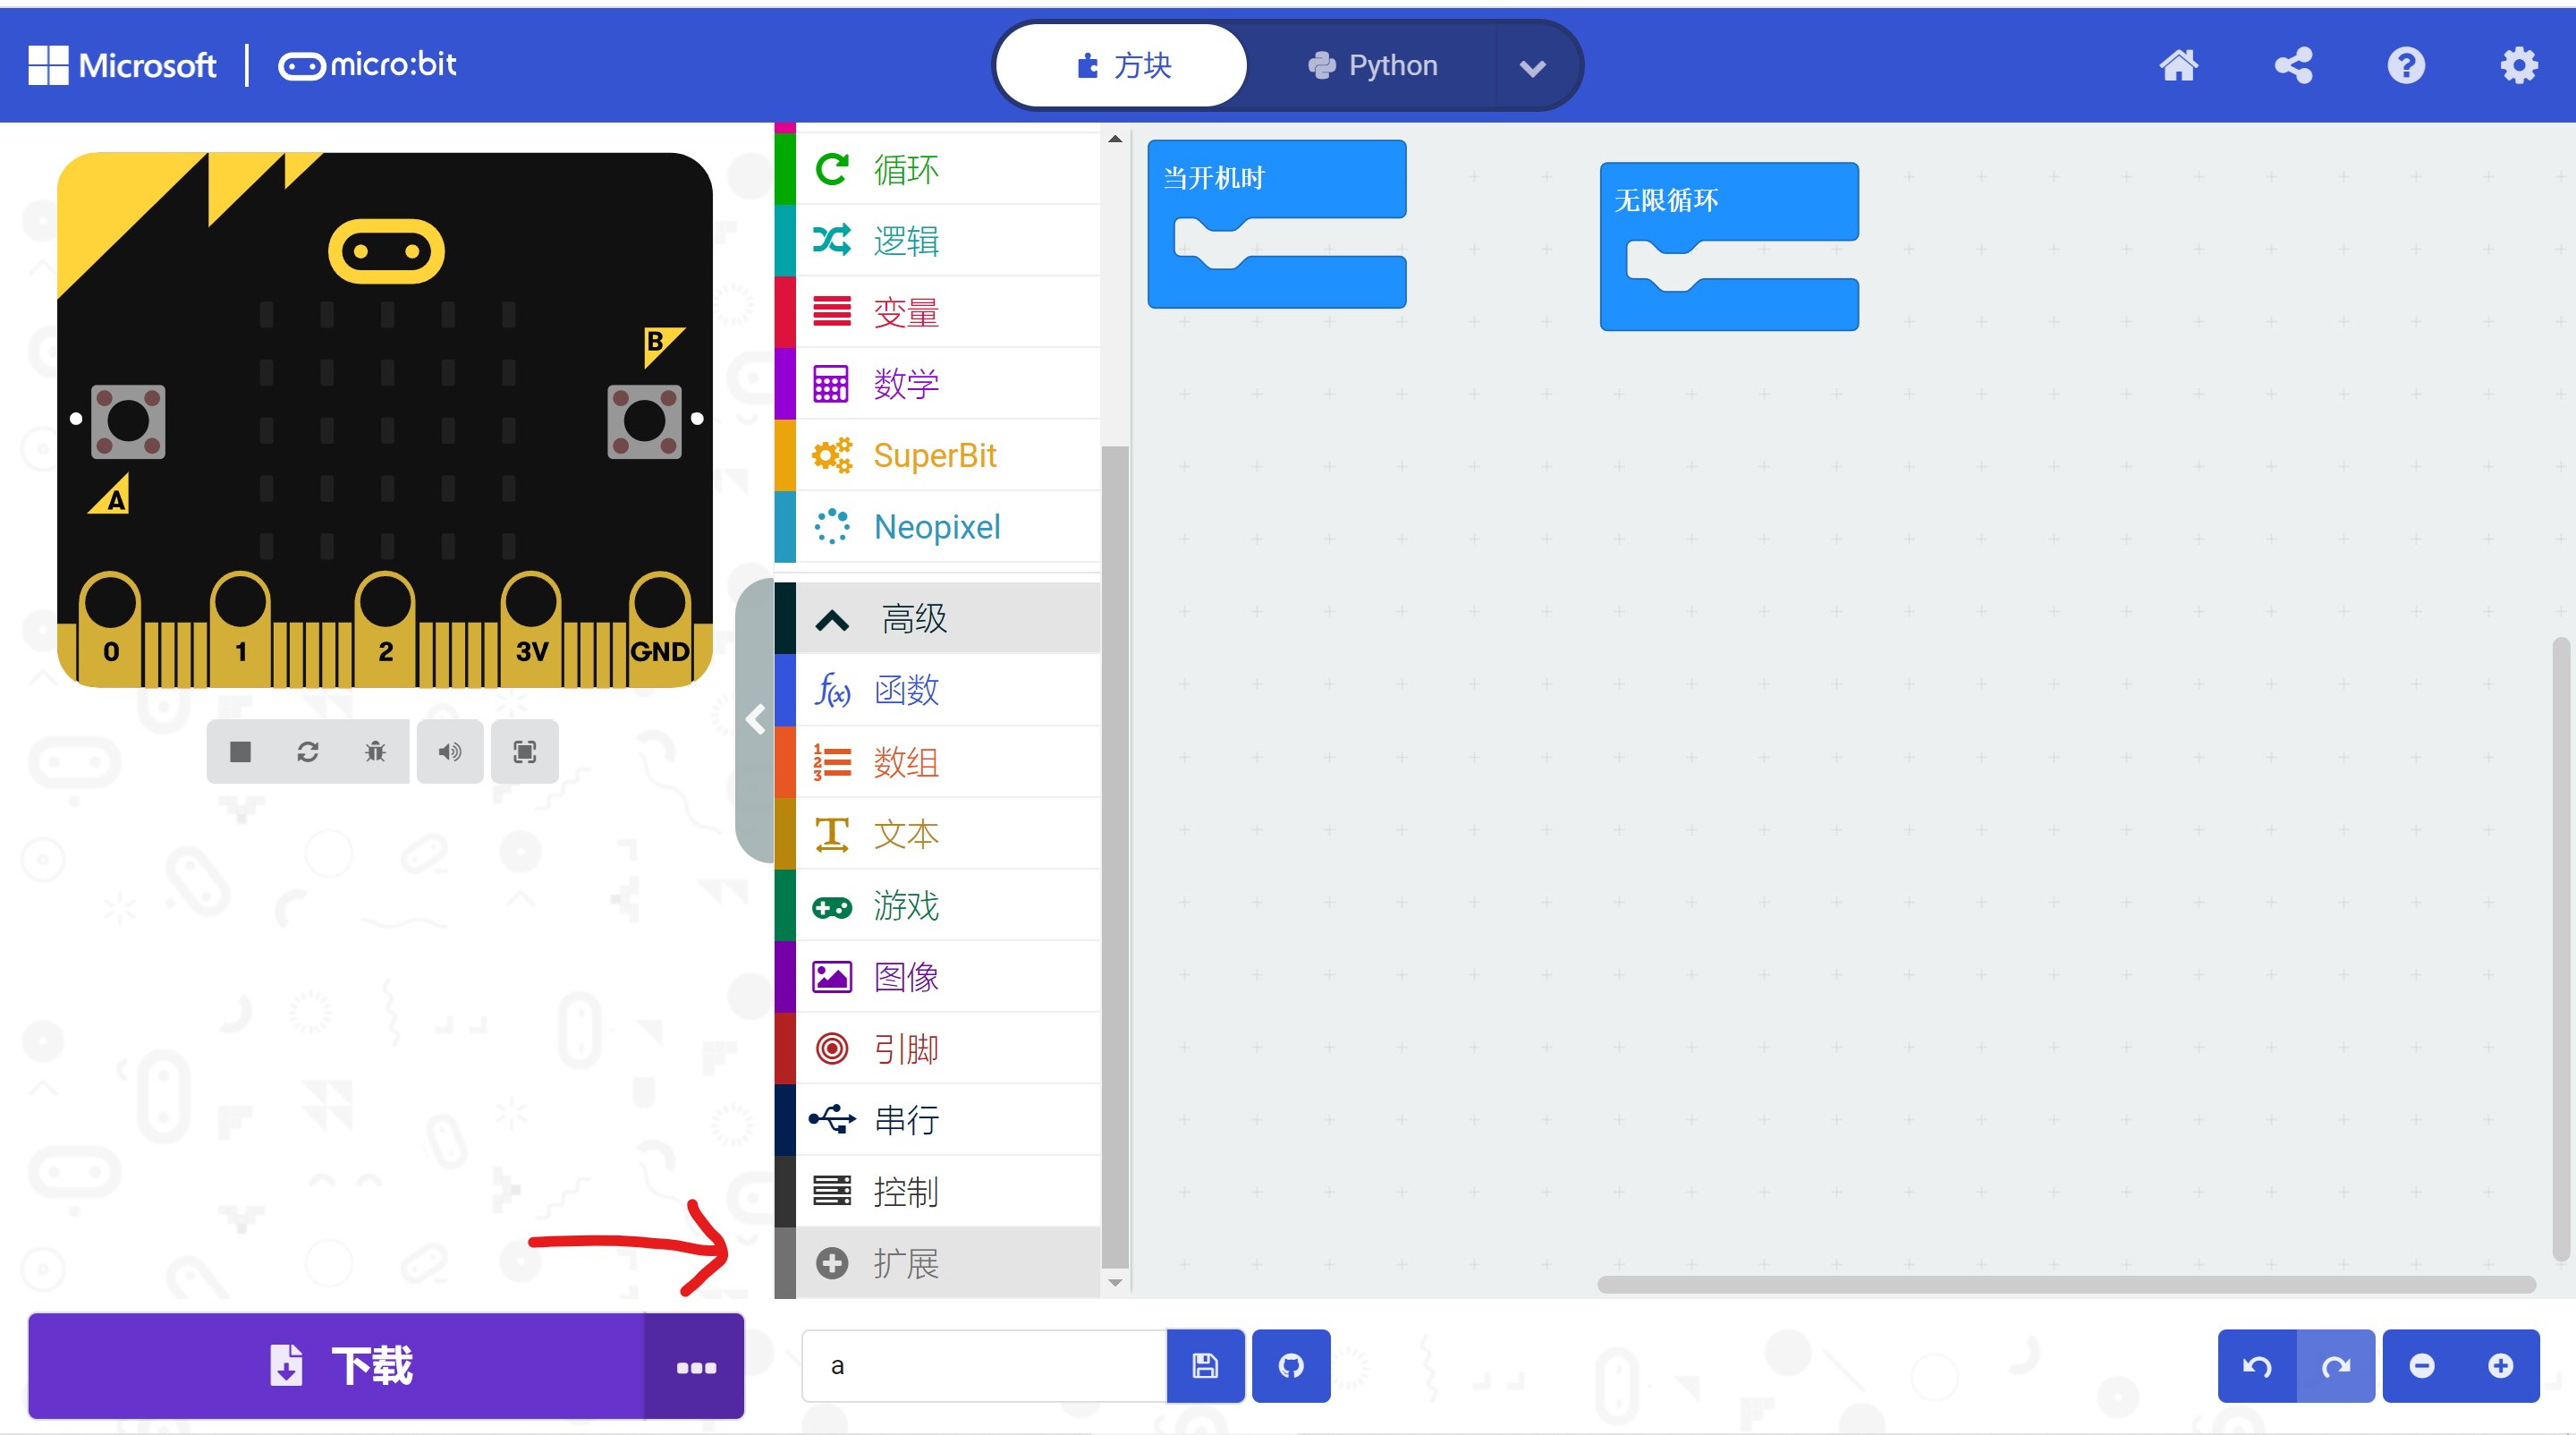 Microsoft | micro:bit
方块
Python
B
A
0
1
2
3V
GND
循环
逻辑
变量
数学
SuperBit
Neopixel
高级
函数
数组
文本
游戏
图像
引脚
串行
控制
扩展
当开机时
无限循环
下载
a